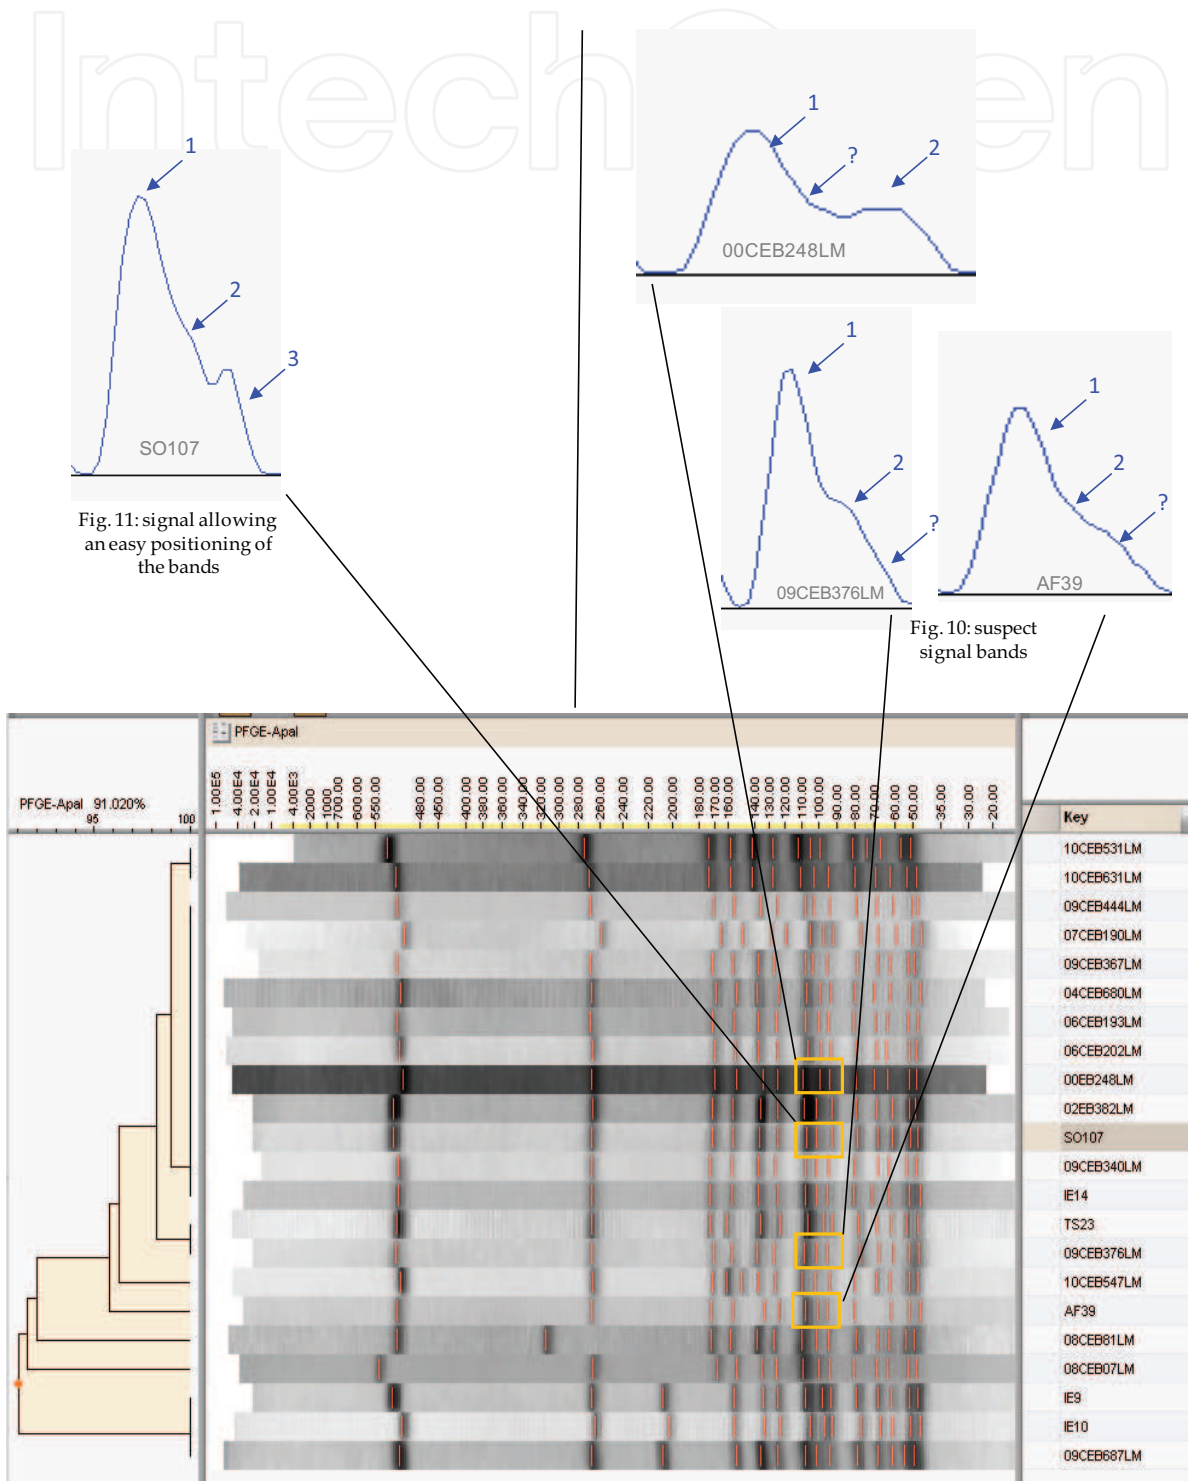 IntechOpen
1
2
3
SO107
Fig. 11: signal allowing
an easy positioning of
the bands
1
?
2
00CEB248LM
1
2
?
09CEB376LM
1
2
?
AF39
Fig. 10: suspect
signal bands
PFGE-ApaI
PFGE-ApaI 91.020%
95 100
1.00E5
4.00E4
2.00E4
1.00E4
4.00E3
2000
1000
700.00
600.00
550.00
480.00
450.00
400.00
380.00
360.00
340.00
320.00
300.00
280.00
260.00
240.00
220.00
200.00
180.00
170.00
160.00
140.00
130.00
120.00
110.00
100.00
90.00
80.00
70.00
60.00
50.00
35.00
30.00
20.00
Key
10CEB531LM
10CEB631LM
09CEB444LM
07CEB190LM
09CEB367LM
04CEB680LM
06CEB193LM
06CEB202LM
00EB248LM
02EB382LM
SO107
09CEB340LM
IE14
TS23
09CEB376LM
10CEB547LM
AF39
08CEB81LM
08CEB07LM
IE9
IE10
09CEB687LM